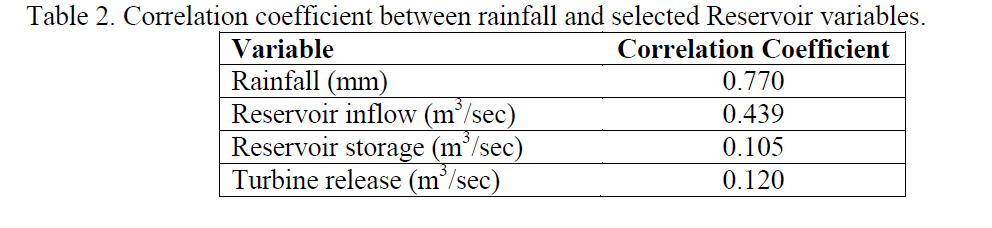 Table 2. Correlation coefficient between rainfall and selected Reservoir variables.
Variable Correlation Coefficient
Rainfall (mm) 0.770
Reservoir inflow (m³/sec) 0.439
Reservoir storage (m³/sec) 0.105
Turbine release (m³/sec) 0.120